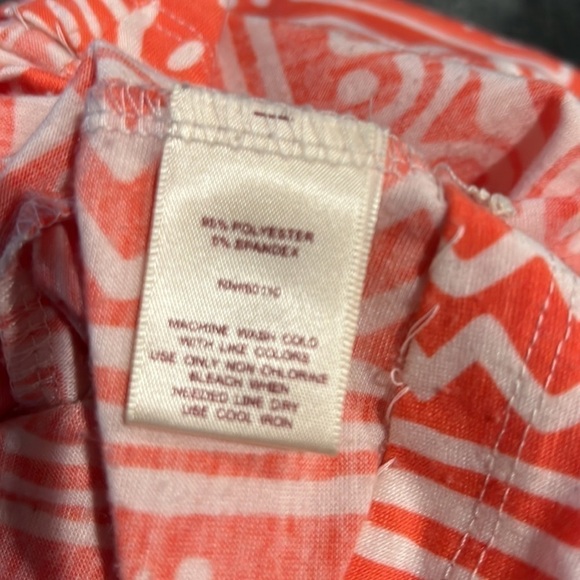 95% POLYESTER
5% SPANDEX
MACHINE WASH COLD
WITH LIKE COLORS
USE ONLY NON CHLORINE
BLEACH WHEN
NEEDED LINE DRY
USE COOL IRON